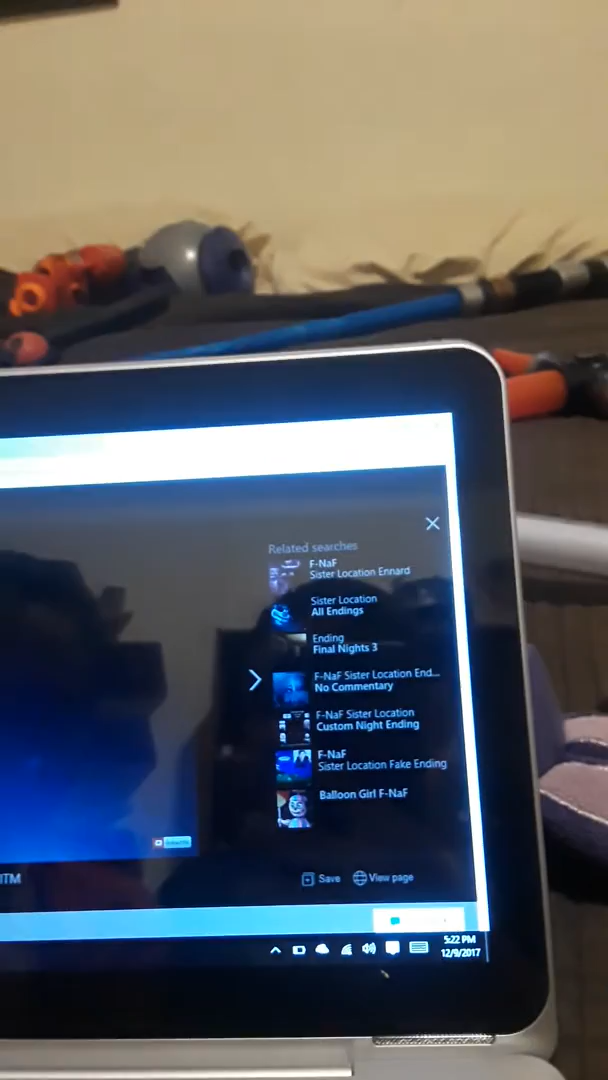 Related searches
F-NaF
Sister Location Ennard
Sister Location
All Endings
Ending
Final Nights 3
F-NaF Sister Location End...
No Commentary
F-NaF Sister Location
Custom Night Ending
F-NaF
Sister Location Fake Ending
Balloon Girl F-NaF
ITM
Save
View page
5:22 PM
12/9/2017